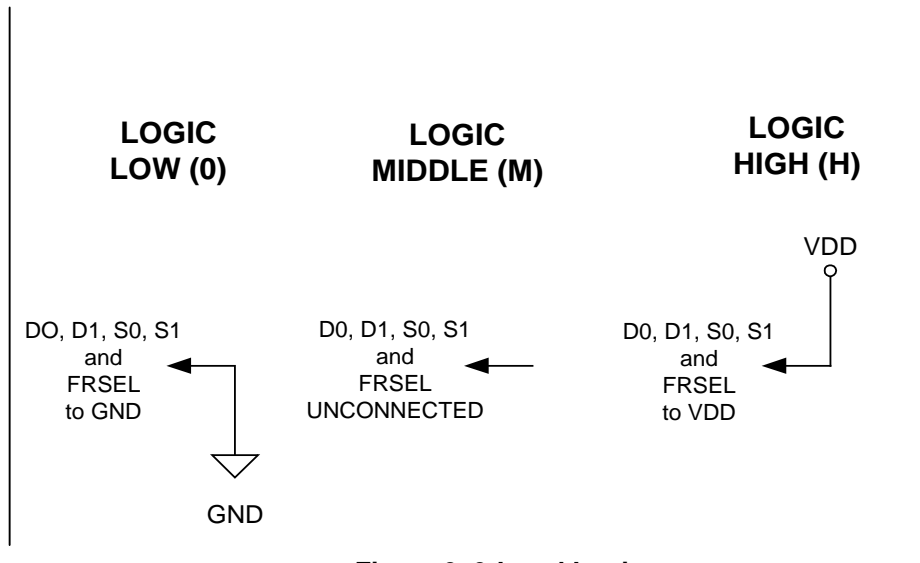 LOGIC
LOW (0)
LOGIC
MIDDLE (M)
LOGIC
HIGH (H)
VDD
DO, D1, S0, S1
and
FRSEL
to GND
D0, D1, S0, S1
and
FRSEL
UNCONNECTED
D0, D1, S0, S1
and
FRSEL
to VDD
GND